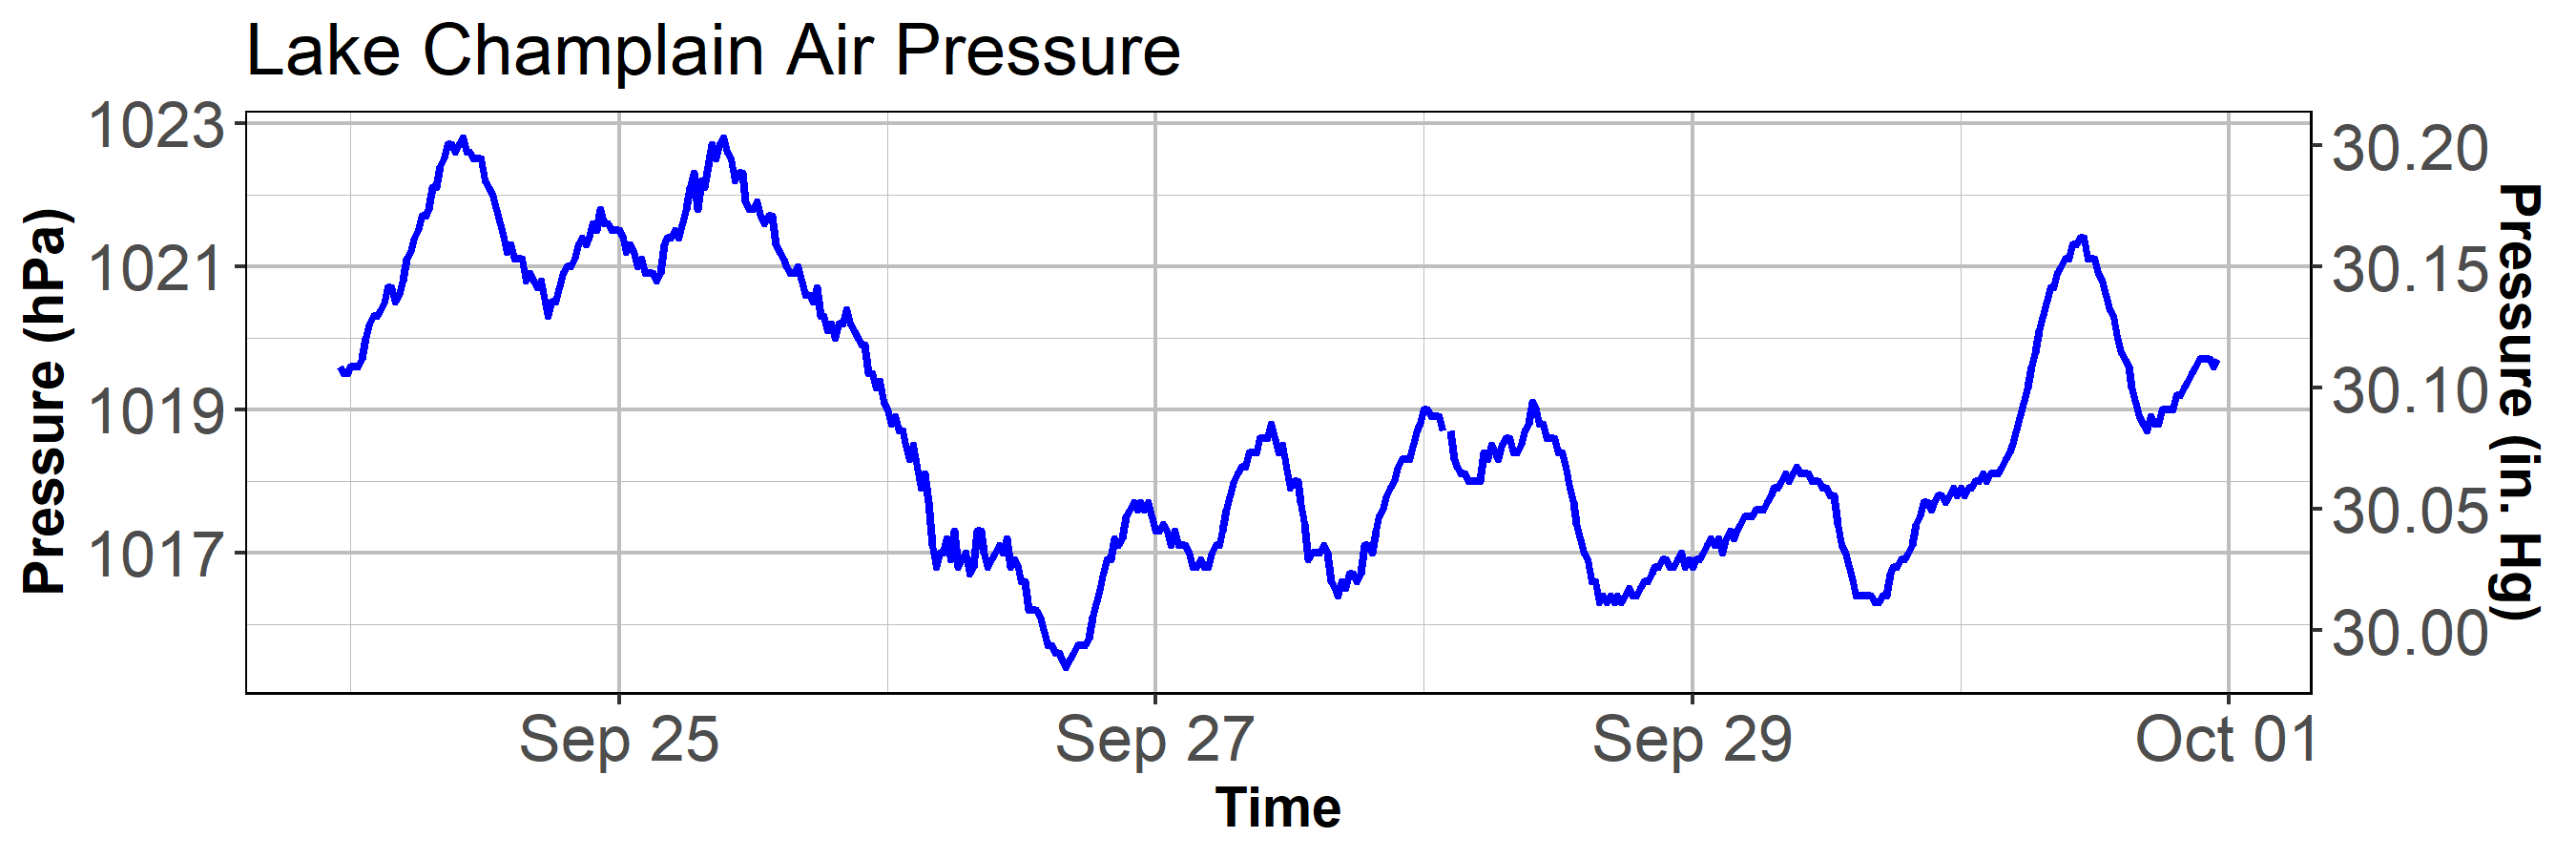 Lake Champlain Air Pressure
1023
1021
1019
1017
Pressure (hPa)
30.20
30.15
30.10
30.05
30.00
Pressure (in. Hg)
Sep 25
Sep 27
Sep 29
Oct 01
Time